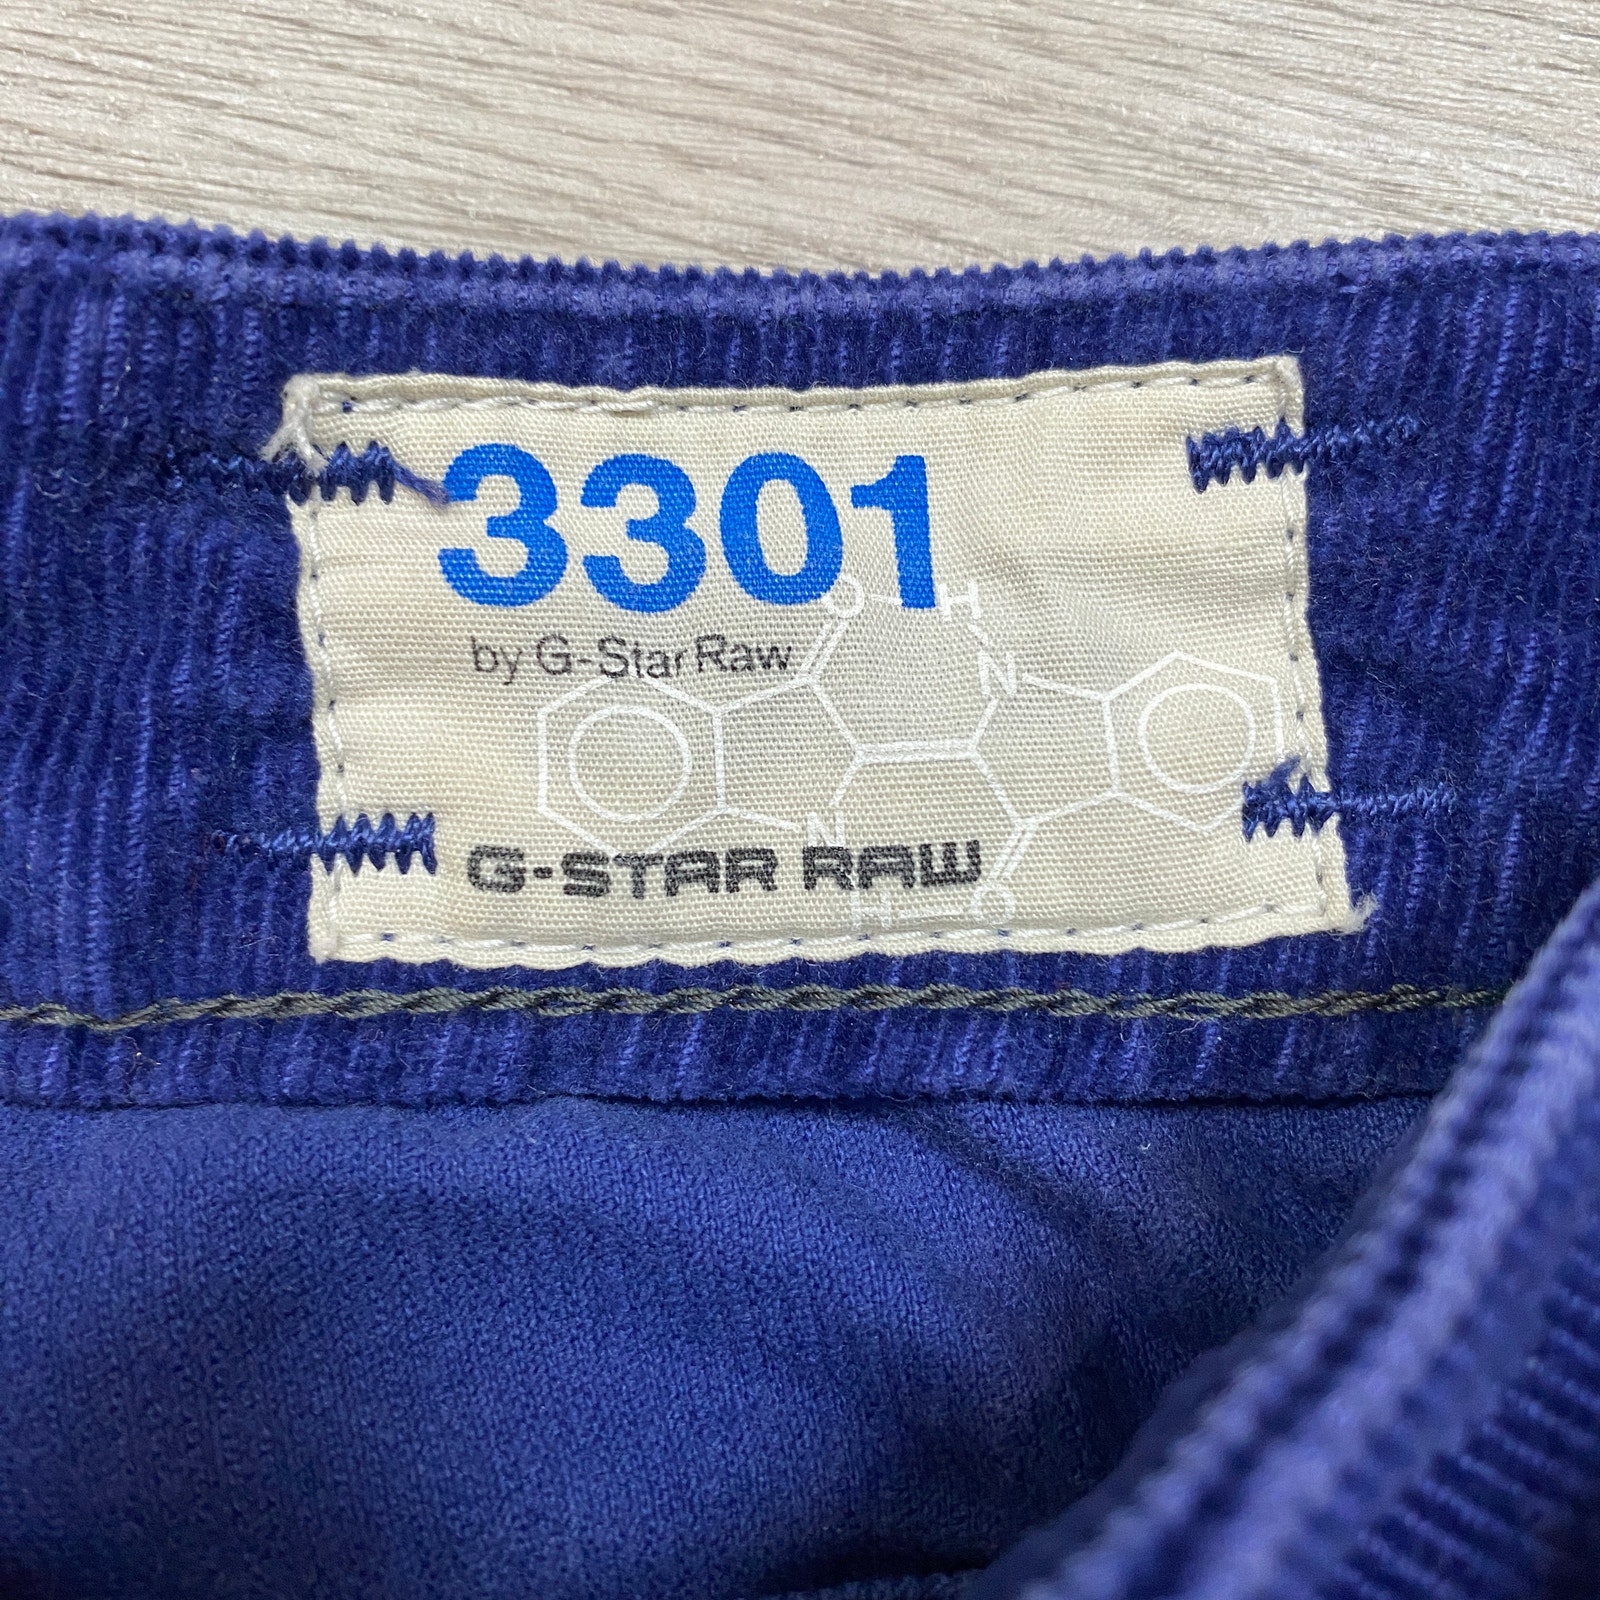 3301
by G-Star Raw
O H
N
N
G-STAR RAW
H O